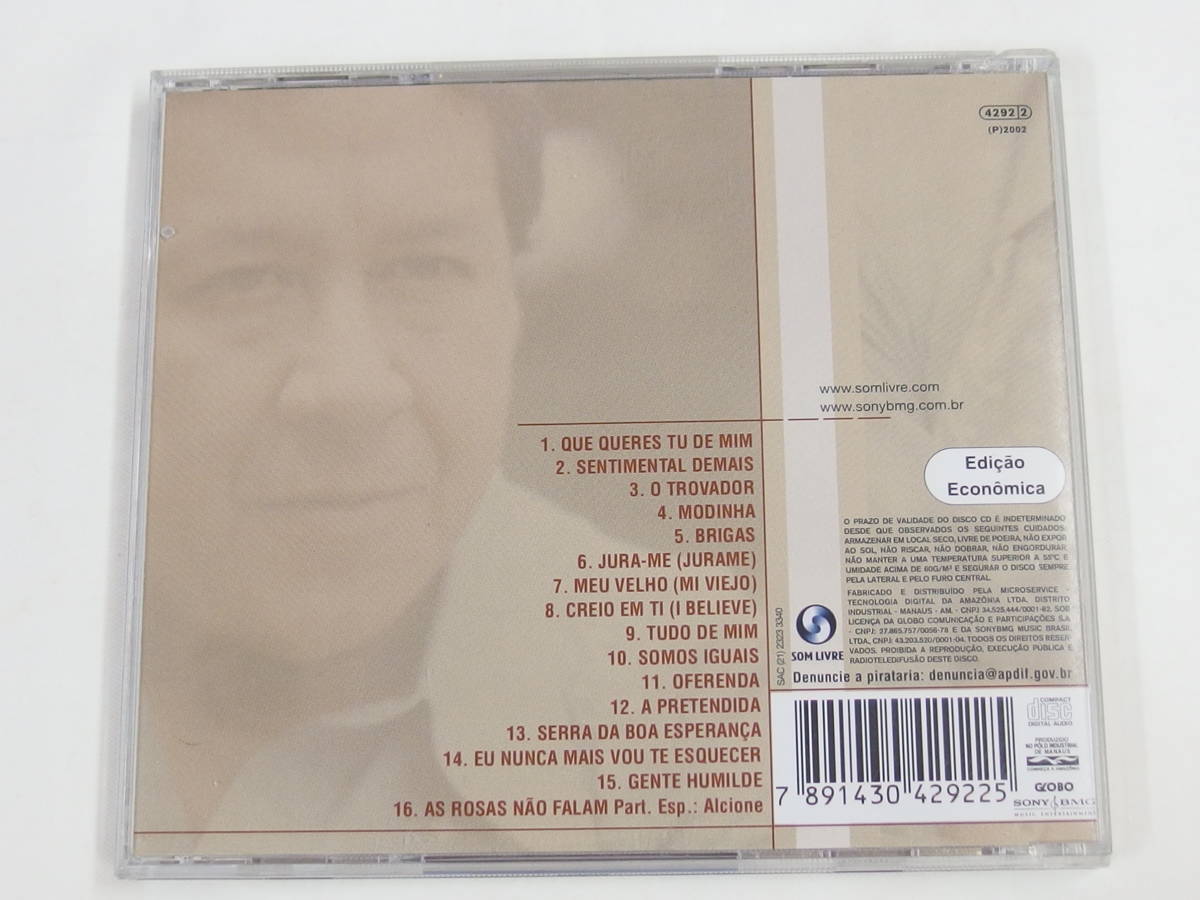 4292 2
(P)2002
www.somlivre.com
www.sonybmg.com.br
1. QUE QUERES TU DE MIM
2. SENTIMENTAL DEMAIS
3. O TROVADOR
4. MODINHA
5. BRIGAS
6. JURA-ME (JURAME)
7. MEU VELHO (MI VIEJO)
8. CREIO EM TI (I BELIEVE)
9. TUDO DE MIM
10. SOMOS IGUAIS
11. OFERENDA
12. A PRETENDIDA
13. SERRA DA BOA ESPERANÇA
14. EU NUNCA MAIS VOU TE ESQUECER
15. GENTE HUMILDE
16. AS ROSAS NÃO FALAM Part. Esp.: Alcione
Edição
Econômica
O PRAZO DE VALIDADE DO DISCO CD É INDETERMINADO
DESDE QUE OBSERVADOS OS SEGUINTES CUIDADOS:
ARMAZENAR EM LOCAL SECO, LIVRE DE POEIRA, NÃO EXPOR
AO SOL, NÃO RISCAR, NÃO DOBRAR, NÃO ENGORDURAR,
NÃO MANTER A UMA TEMPERATURA SUPERIOR A 55°C E
UMIDADE ACIMA DE 60G/M³ E SEGURAR O DISCO SEMPRE
PELA LATERAL E PELO FURO CENTRAL.
FABRICADO E DISTRIBUÍDO PELA MICROSERVICE -
TECNOLOGIA DIGITAL DA AMAZÔNIA LTDA. DISTRITO
INDUSTRIAL - MANAUS - AM. - CNPJ 34.525.444/0001-82. SOB
LICENÇA DA GLOBO COMUNICAÇÃO E PARTICIPAÇÕES S.A
- CNPJ: 27.865.757/0056-78 E DA SONYBMG MUSIC BRASIL
LTDA, CNPJ: 43.203.520/0001-04. TODOS OS DIREITOS RESER
VADOS. PROIBIDA A REPRODUÇÃO, EXECUÇÃO PÚBLICA E
RADIOTELEDIFUSÃO DESTE DISCO.
SOM LIVRE
SAC (21) 2323 3340
Denuncie a pirataria: denuncia@apdif.gov.br
7 891430 429225
COMPACT
disc
DIGITAL AUDIO
PRODUZIDO
NO PÓLO INDUSTRIAL
DE MANAUS
CONHEÇA A AMAZÔNIA
GLOBO
SONY BMG
MUSIC ENTERTAINMENT